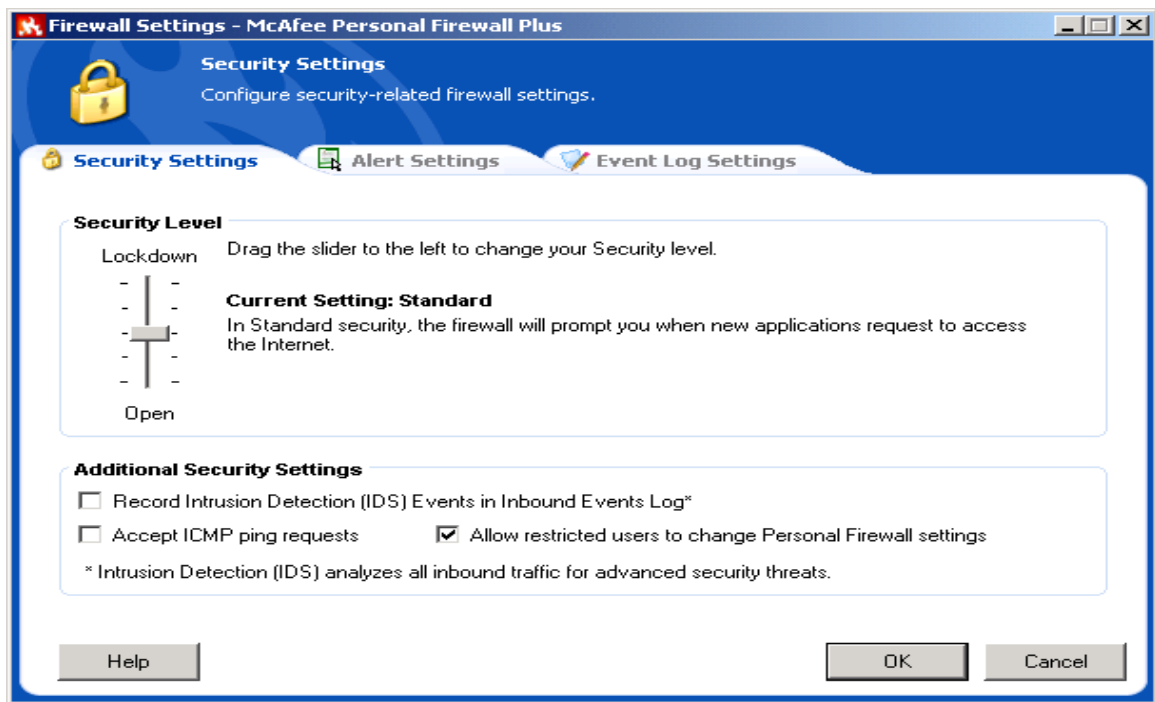 Firewall Settings - McAfee Personal Firewall Plus
Security Settings
Configure security-related firewall settings.
Security Settings
Alert Settings
Event Log Settings
Security Level
Lockdown
Drag the slider to the left to change your Security level.
Current Setting: Standard
In Standard security, the firewall will prompt you when new applications request to access
the Internet.
Open
Additional Security Settings
Record Intrusion Detection (IDS) Events in Inbound Events Log*
Accept ICMP ping requests
Allow restricted users to change Personal Firewall settings
* Intrusion Detection (IDS) analyzes all inbound traffic for advanced security threats.
Help
OK
Cancel